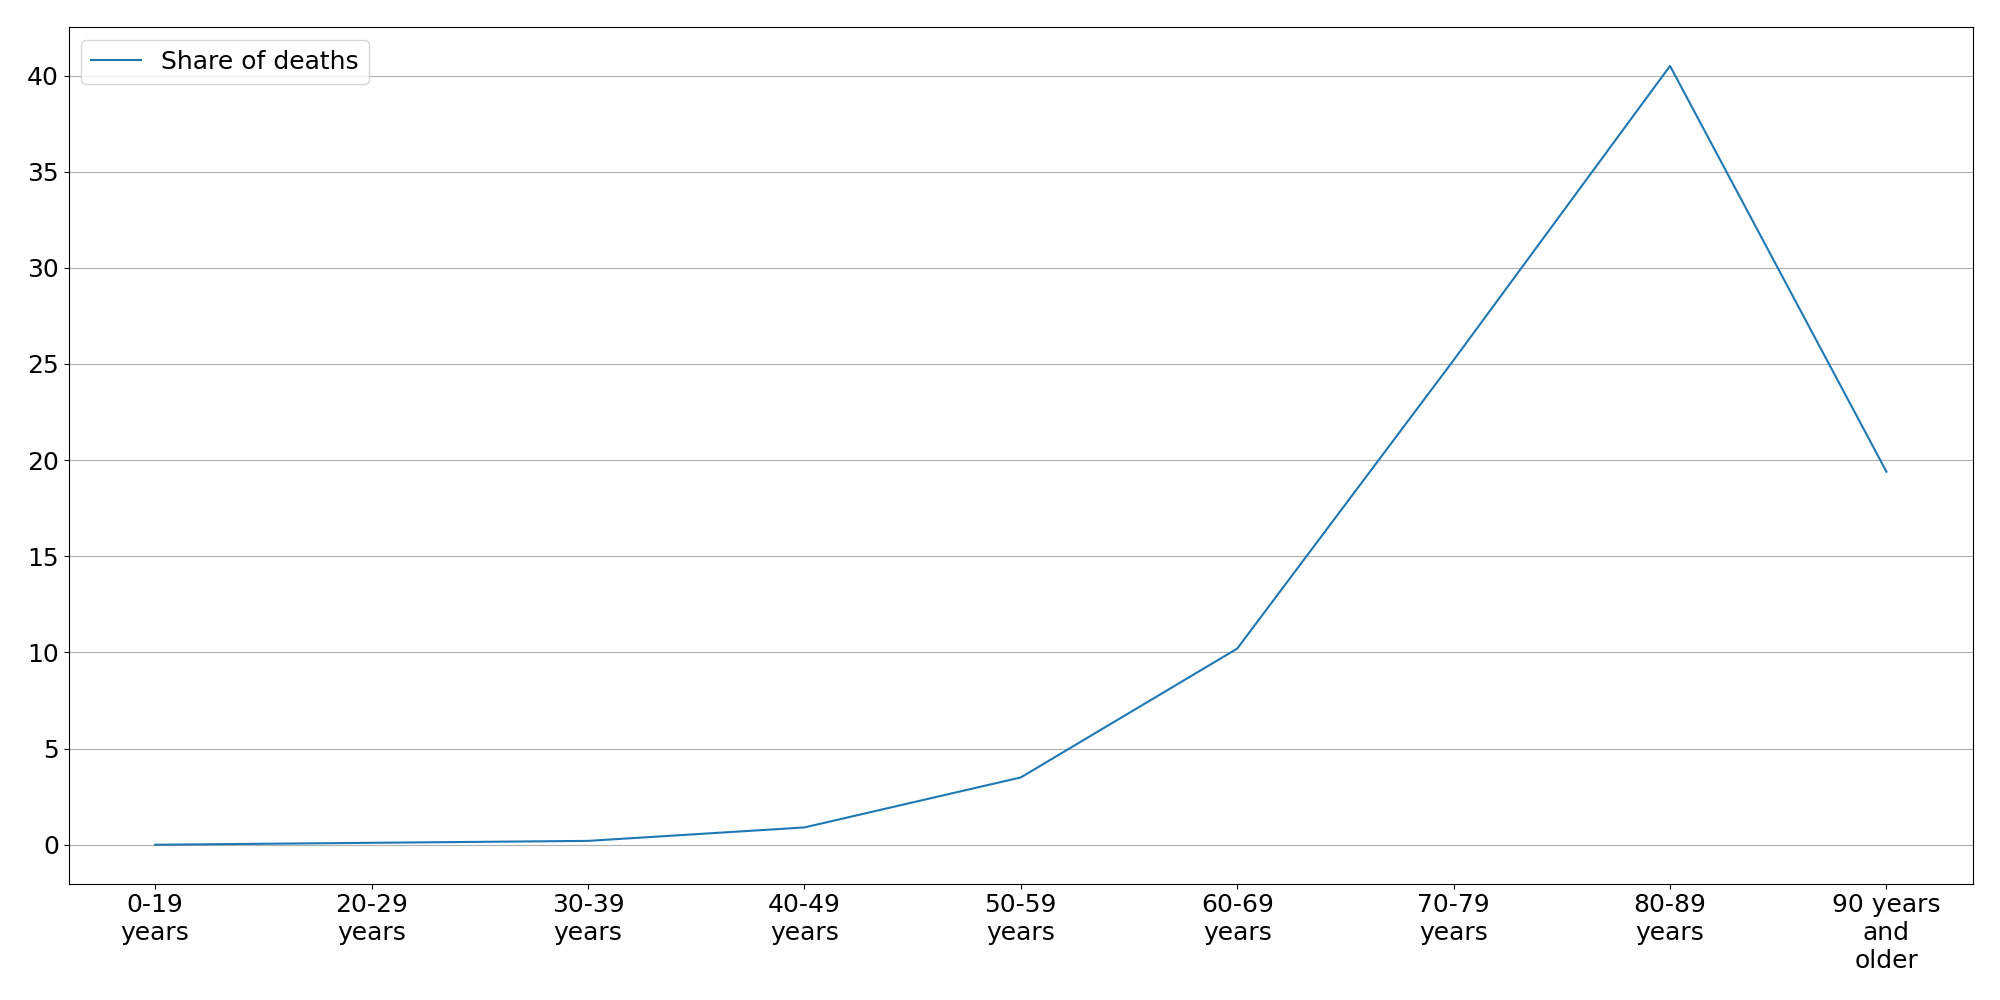 Share of deaths
40
35
30
25
20
15
10
5
0
0-19
years
20-29
years
30-39
years
40-49
years
50-59
years
60-69
years
70-79
years
80-89
years
90 years
and
older